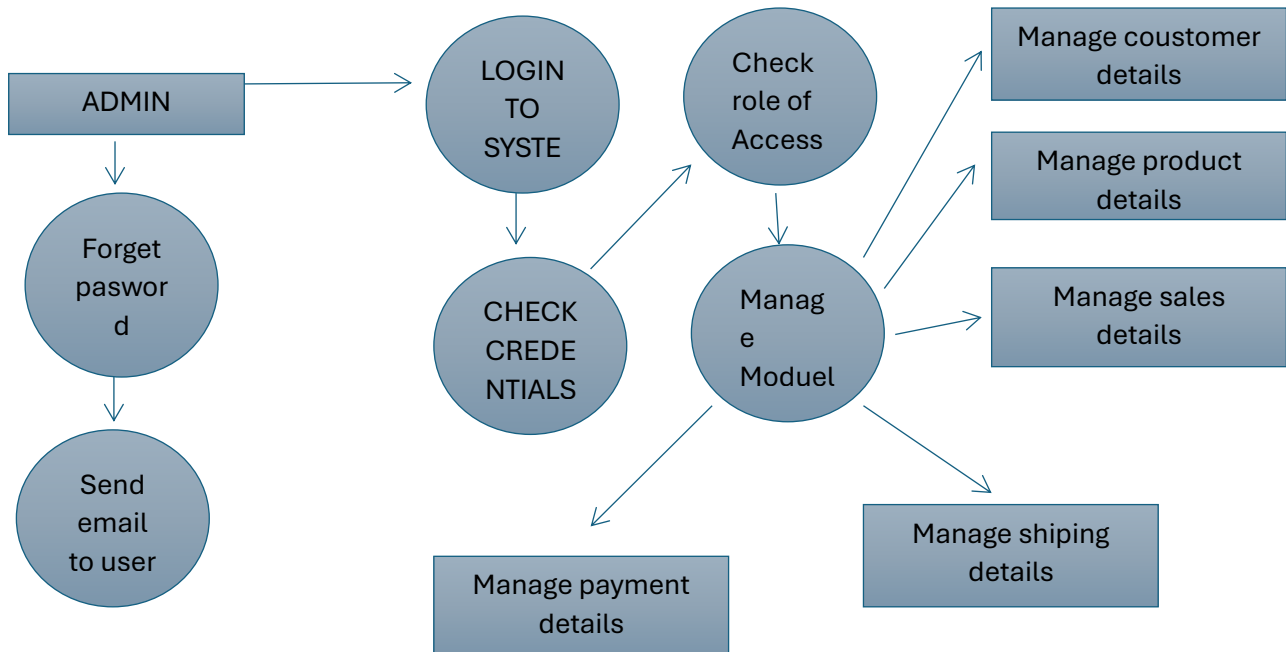 ADMIN
LOGIN
TO
SYSTE
Check
role of
Access
Manage coustomer
details
Manage product
details
Forget
paswor
d
CHECK
CREDE
NTIALS
Manag
e
Moduel
Manage sales
details
Send
email
to user
Manage payment
details
Manage shiping
details